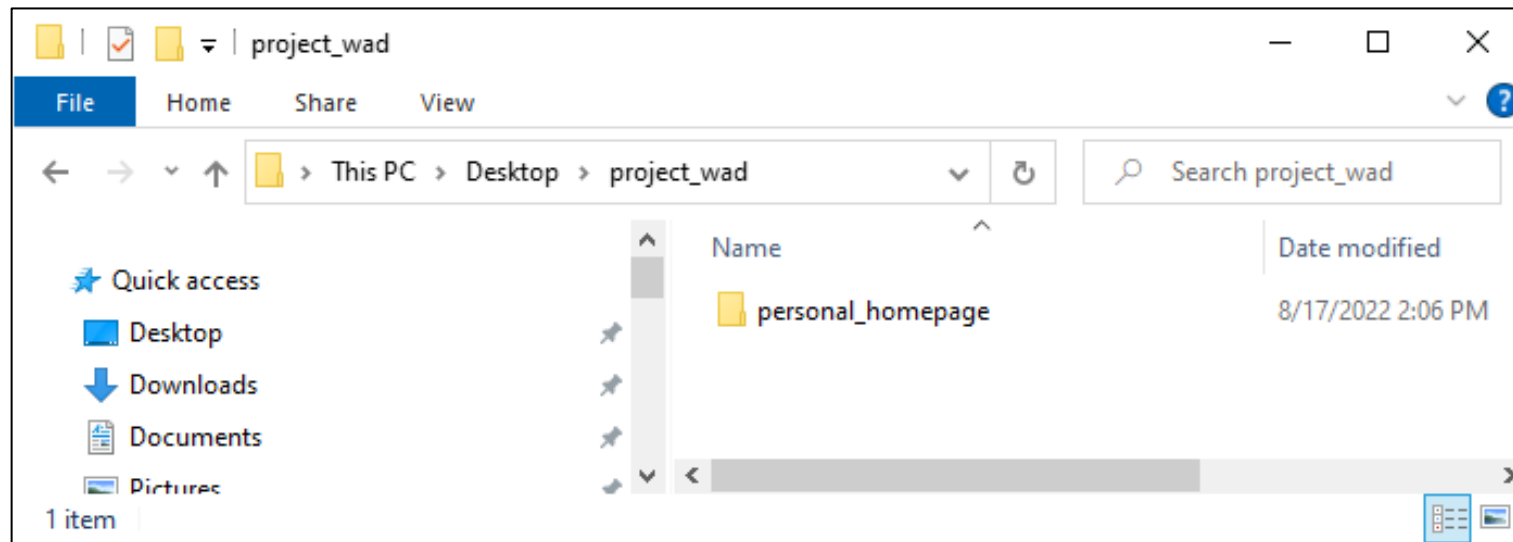 project_wad
File Home Share View
?
This PC > Desktop > project_wad
Search project_wad
Name Date modified
Quick access
personal_homepage 8/17/2022 2:06 PM
Desktop
Downloads
Documents
Pictures
1 item